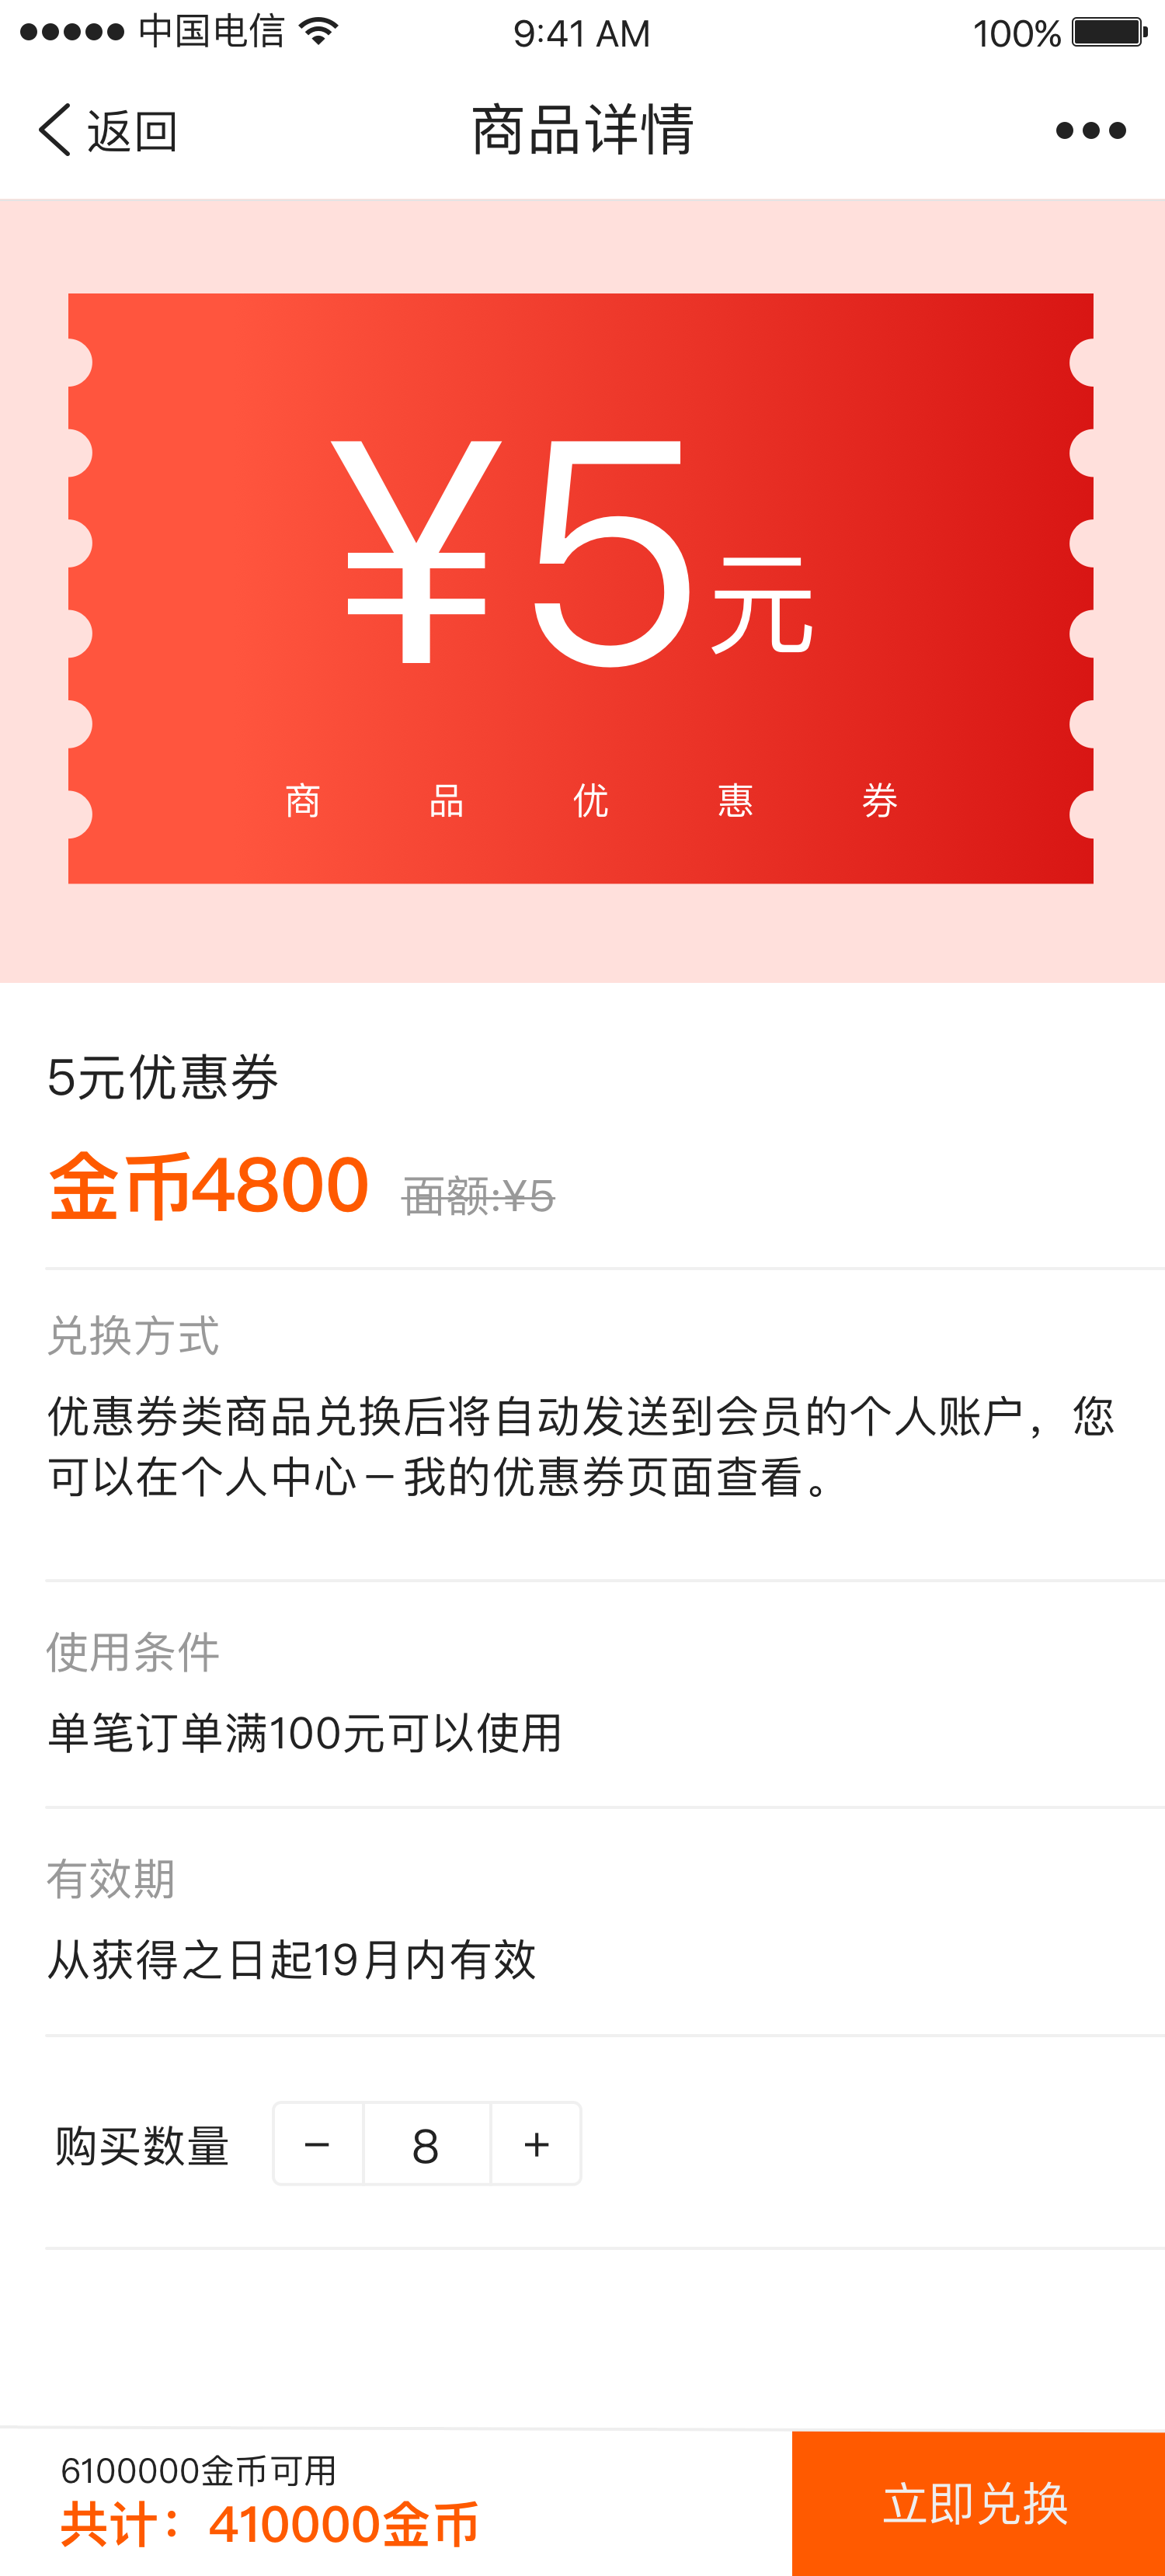 中国电信 9:41 AM 100%
返回 商品详情
¥5元
商品优惠券
5元优惠券
金币4800 面额:¥5
兑换方式
优惠券类商品兑换后将自动发送到会员的个人账户，您
可以在个人中心－我的优惠券页面查看。
使用条件
单笔订单满100元可以使用
有效期
从获得之日起19月内有效
购买数量 － 8 ＋
6100000金币可用
共计：410000金币
立即兑换